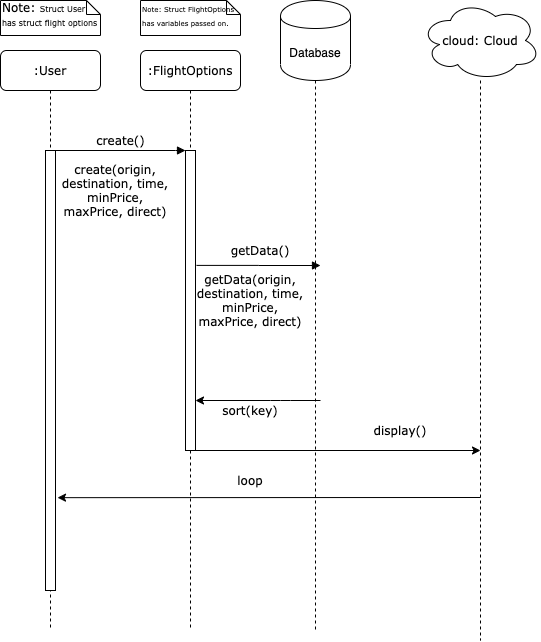 Note: Struct User
has struct flight options
Note: Struct FlightOptions
has variables passed on.
:User
:FlightOptions
Database
cloud: Cloud
create()
create(origin,
destination, time,
minPrice,
maxPrice, direct)
getData()
getData(origin,
destination, time,
minPrice,
maxPrice, direct)
sort(key)
display()
loop